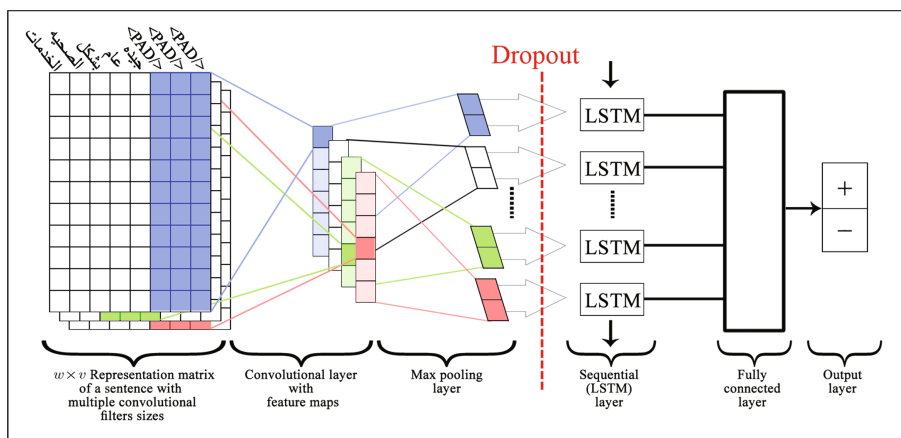 الخدمات
الصحيه
بشكل
عام
جيده
<PAD/>
<PAD/>
<PAD/>
Dropout
LSTM
LSTM
LSTM
LSTM
+
−
w × v Representation matrix
of a sentence with
multiple convolutional
filters sizes
Convolutional layer
with
feature maps
Max pooling
layer
Sequential
(LSTM)
layer
Fully
connected
layer
Output
layer